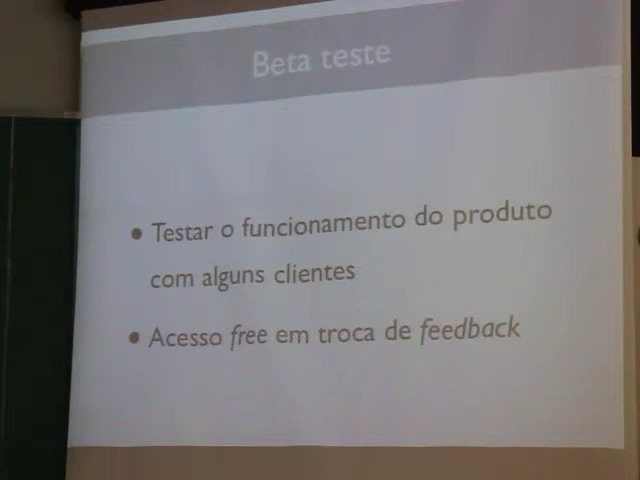 Beta teste
• Testar o funcionamento do produto
com alguns clientes
• Acesso free em troca de feedback